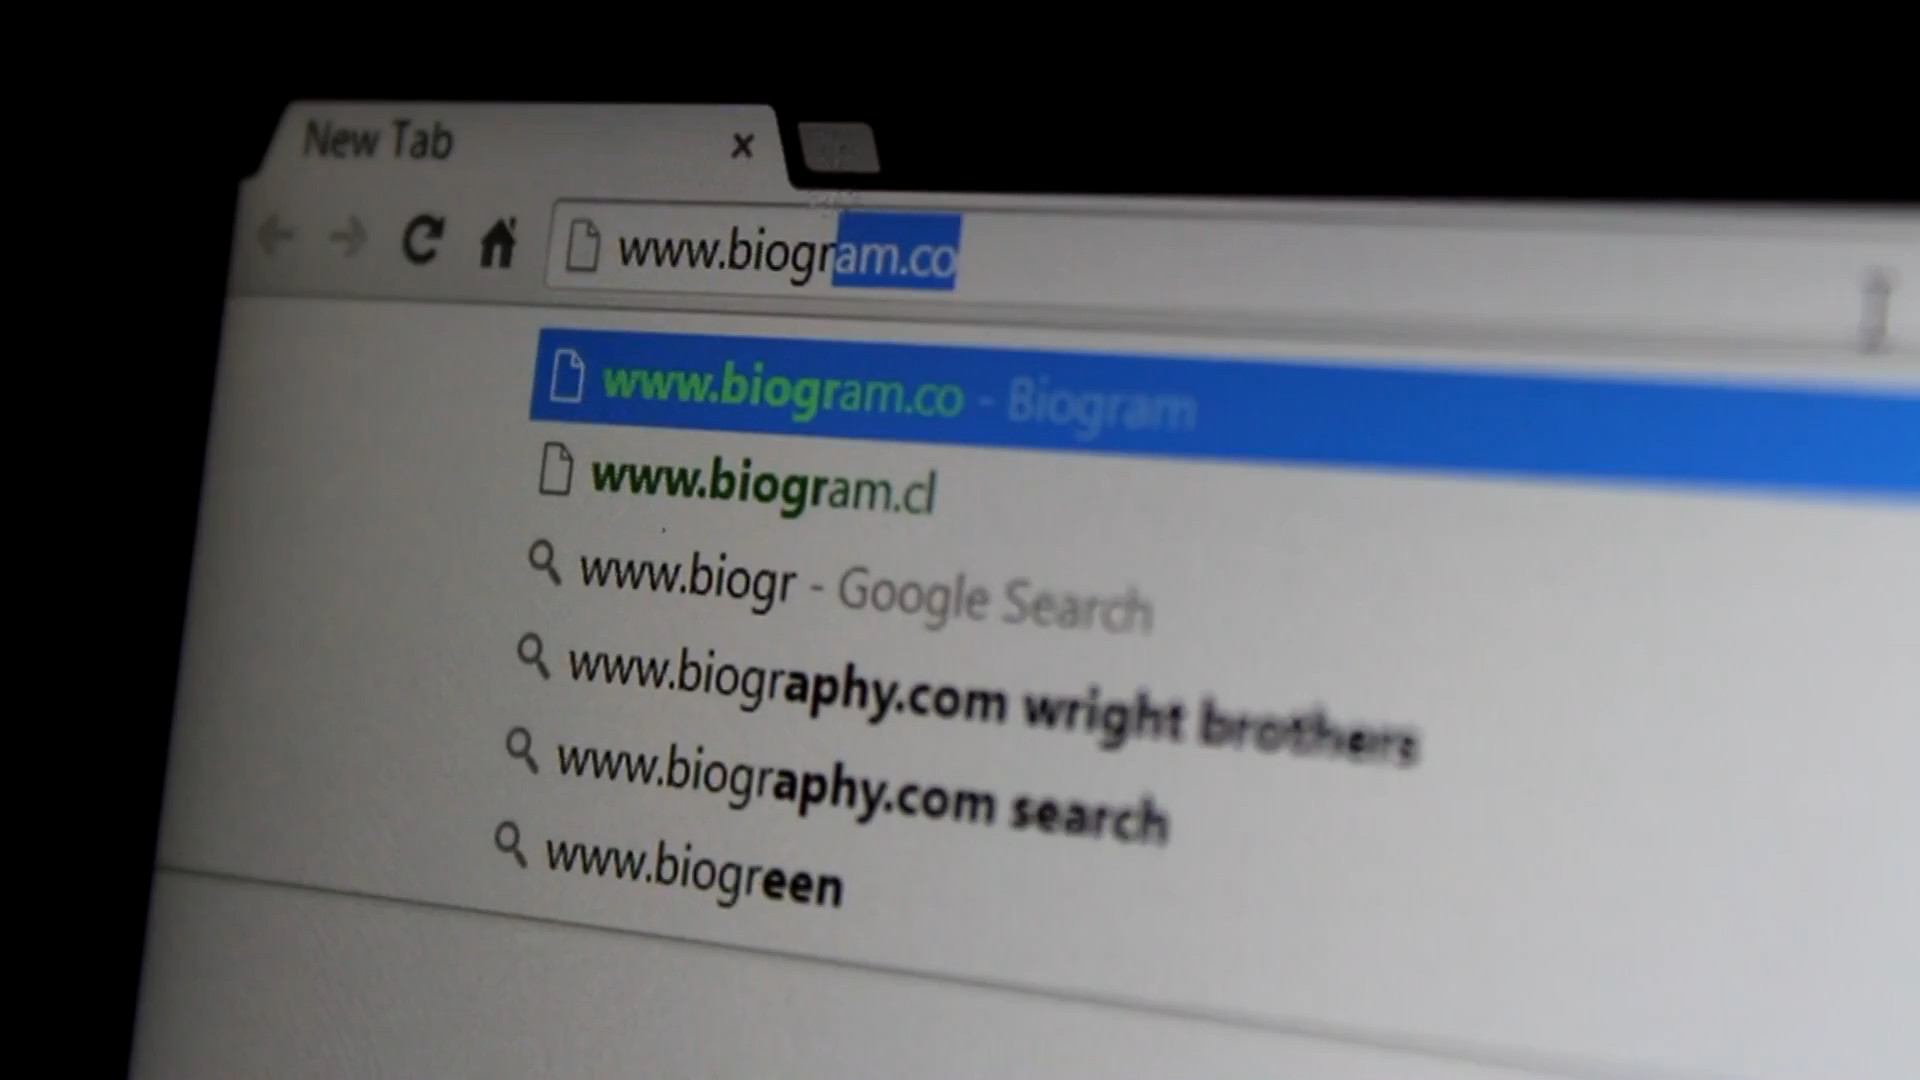 New Tab
www.biogram.co
www.biogram.co - Biogram
www.biogram.cl
www.biogr - Google Search
www.biography.com wright brothers
www.biography.com search
www.biogreen